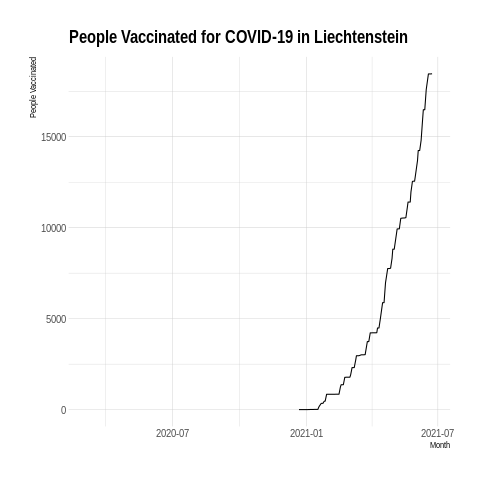 People Vaccinated for COVID-19 in Liechtenstein
People Vaccinated
15000
10000
5000
0
2020-07
2021-01
2021-07
Month